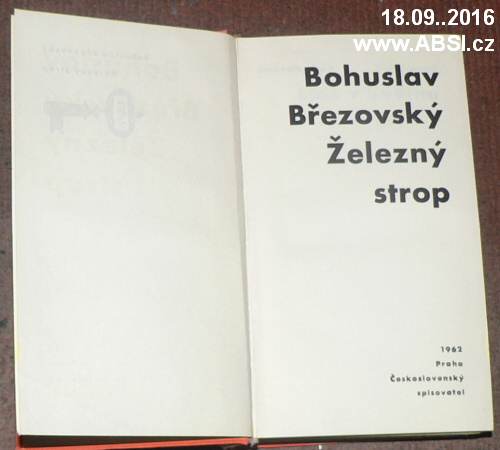 18.09..2016
www.ABSI.cz
Bohuslav
Březovský
Železný
strop
1962
Praha
Československý
spisovatel